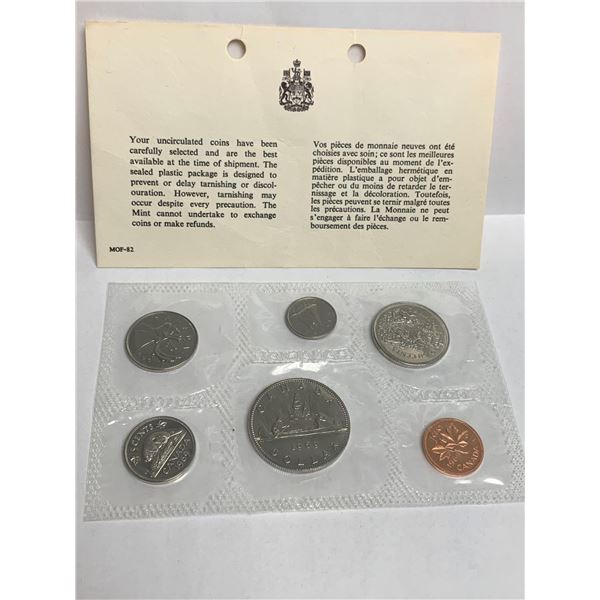 Your uncirculated coins have been
carefully selected and are the best
available at the time of shipment. The
sealed plastic package is designed to
prevent or delay tarnishing or discol-
ouration. However, tarnishing may
occur despite every precaution. The
Mint cannot undertake to exchange
coins or make refunds.
Vos pièces de monnaie neuves ont été
choisies avec soin; ce sont les meilleures
pièces disponibles au moment de l'ex-
pédition. L'emballage hermétique en
matière plastique a pour objet d'em-
pêcher ou du moins de retarder le ter-
nissage et la décoloration. Toutefois,
les pièces peuvent se ternir malgré toutes
les précautions. La Monnaie ne peut
s'engager à faire l'échange ou le rem-
boursement des pièces.
MOF-82
5 CENTS
CANADA
CANADA
DOLLAR
CANADA